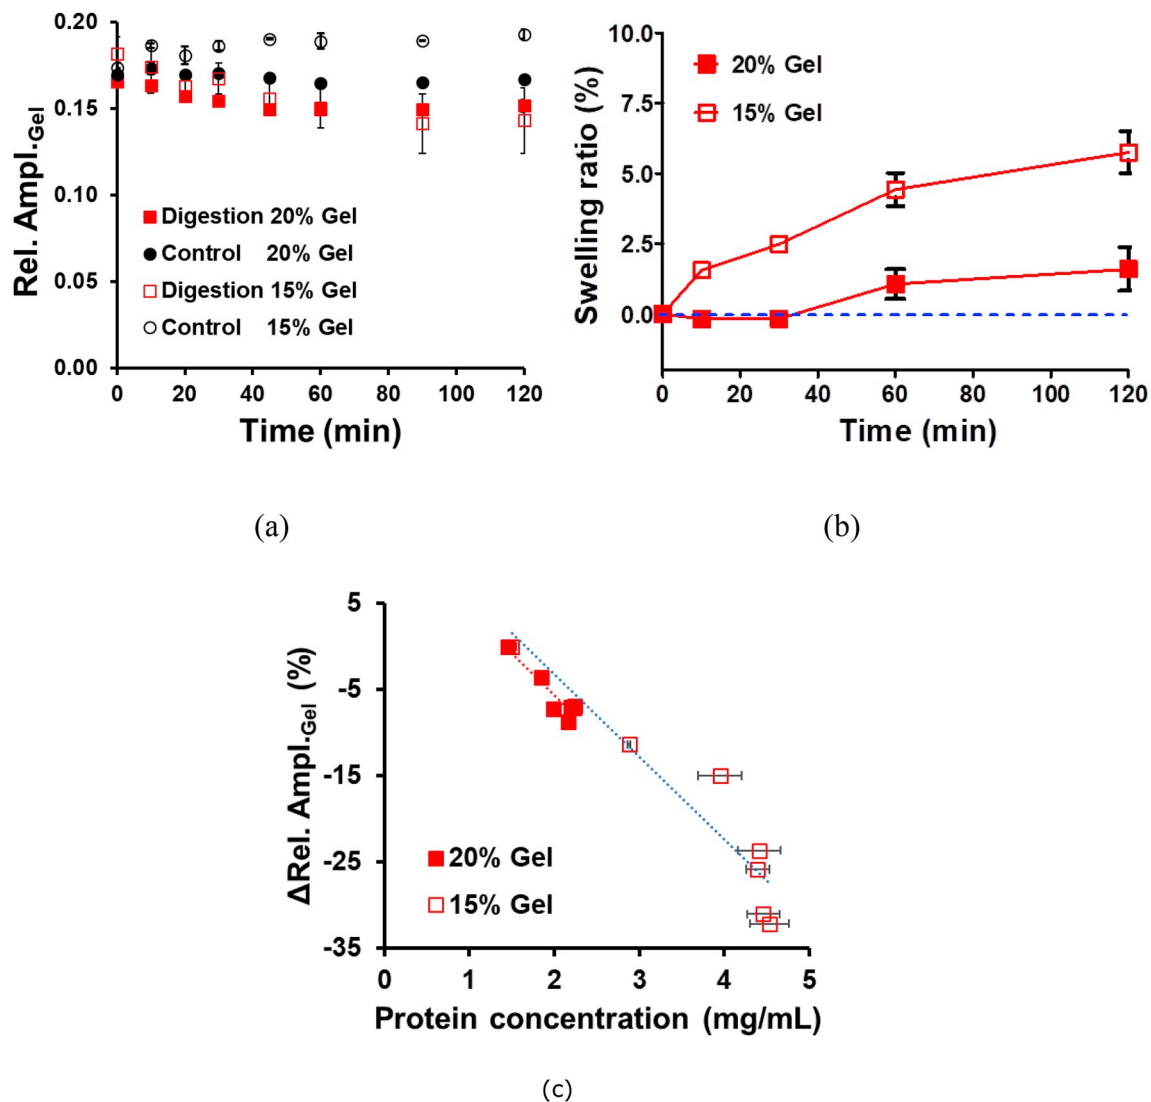 0.20
0.15
0.10
0.05
0.00
Rel. Ampl.Gel
Digestion 20% Gel
Control 20% Gel
Digestion 15% Gel
Control 15% Gel
0 20 40 60 80 100 120
Time (min)
(a)
10.0
7.5
5.0
2.5
0.0
Swelling ratio (%)
20% Gel
15% Gel
0 20 40 60 80 100 120
Time (min)
(b)
5
-5
-15
-25
-35
ΔRel. Ampl.Gel (%)
20% Gel
15% Gel
0 1 2 3 4 5
Protein concentration (mg/mL)
(c)